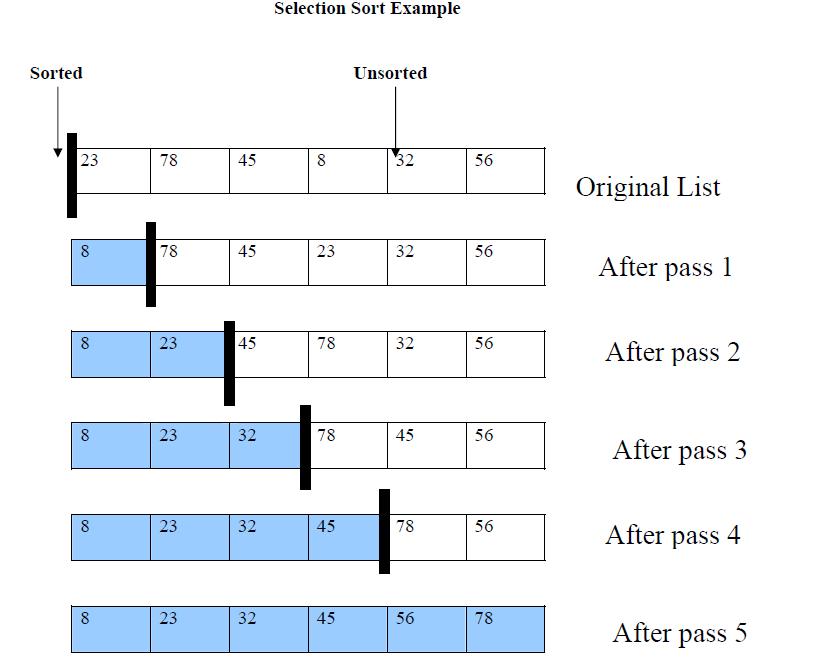 Selection Sort Example
Sorted Unsorted
23 78 45 8 32 56 Original List
8 78 45 23 32 56 After pass 1
8 23 45 78 32 56 After pass 2
8 23 32 78 45 56 After pass 3
8 23 32 45 78 56 After pass 4
8 23 32 45 56 78 After pass 5